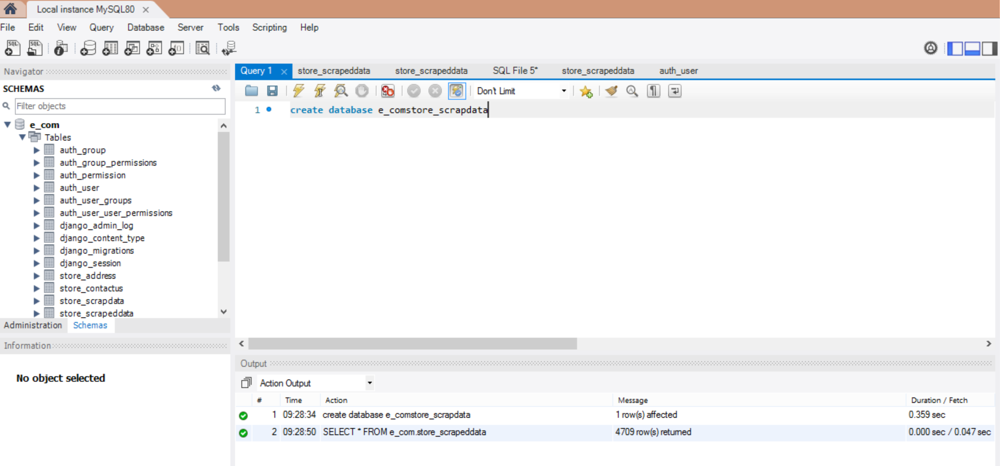 Local instance MySQL80
File Edit View Query Database Server Tools Scripting Help
SQL SQL
Navigator
SCHEMAS
Filter objects
e_com
Tables
auth_group
auth_group_permissions
auth_permission
auth_user
auth_user_groups
auth_user_user_permissions
django_admin_log
django_content_type
django_migrations
django_session
store_address
store_contactus
store_scrapdata
store_scrapeddata
Administration Schemas
Information
No object selected
Query 1 store_scrapeddata store_scrapeddata SQL File 5* store_scrapeddata auth_user
Don't Limit
1 create database e_comstore_scrapdata
Output
Action Output
# Time Action Message Duration / Fetch
1 09:28:34 create database e_comstore_scrapdata 1 row(s) affected 0.359 sec
2 09:28:50 SELECT * FROM e_com.store_scrapeddata 4709 row(s) returned 0.000 sec / 0.047 sec